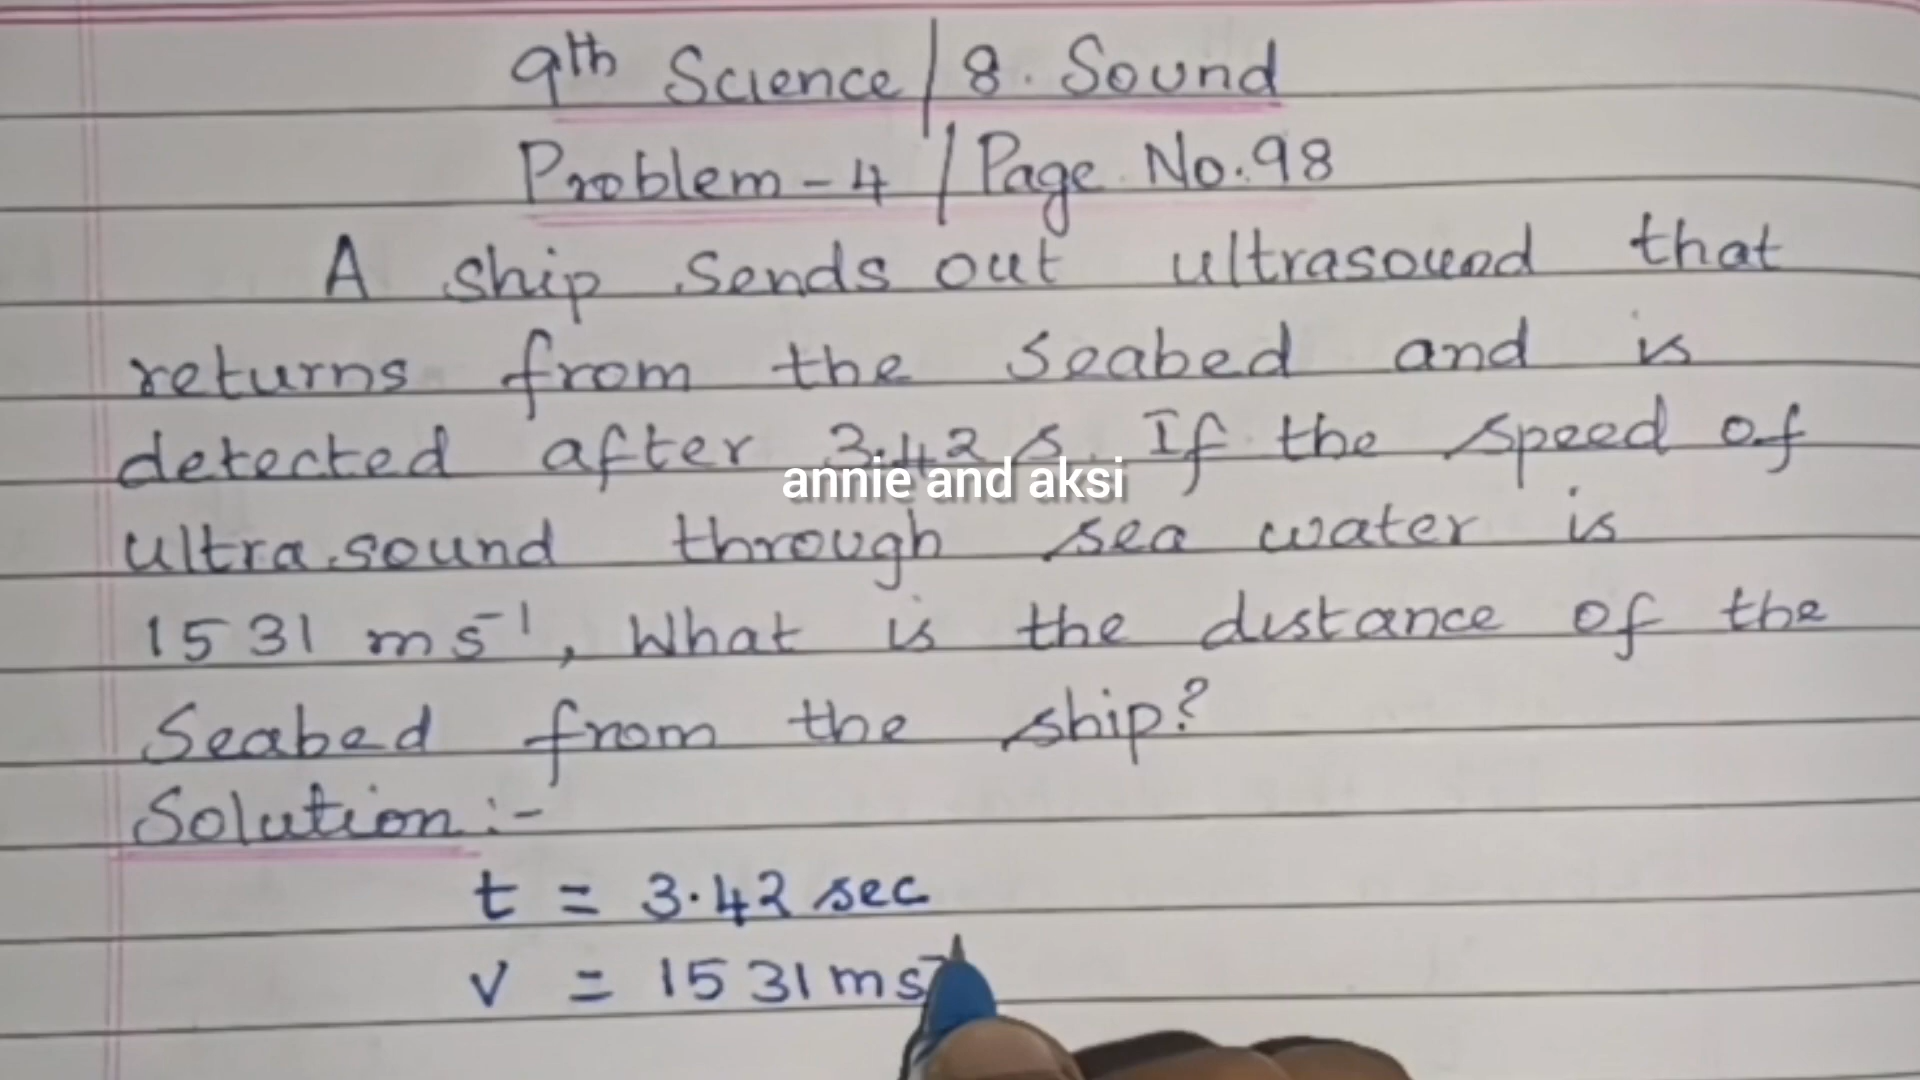 9th Science / 8. Sound
Problem - 4 / Page No. 98
A ship sends out ultrasound that
returns from the seabed and is
detected after 3.42 s. If the speed of
annie and aksi
ultrasound through sea water is
1531 ms⁻¹, What is the distance of the
Seabed from the ship?
Solution :-
t = 3.42 sec
v = 1531 ms⁻